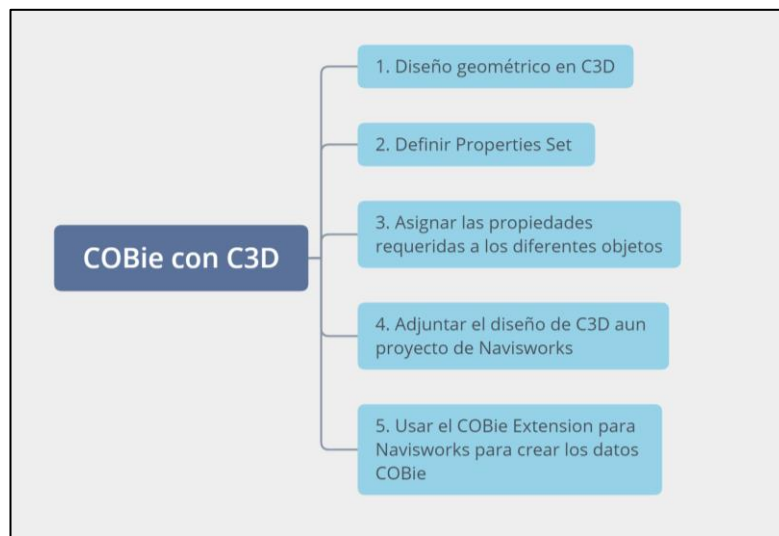 1. Diseño geométrico en C3D
2. Definir Properties Set
3. Asignar las propiedades
requeridas a los diferentes objetos
COBie con C3D
4. Adjuntar el diseño de C3D aun
proyecto de Navisworks
5. Usar el COBie Extension para
Navisworks para crear los datos
COBie